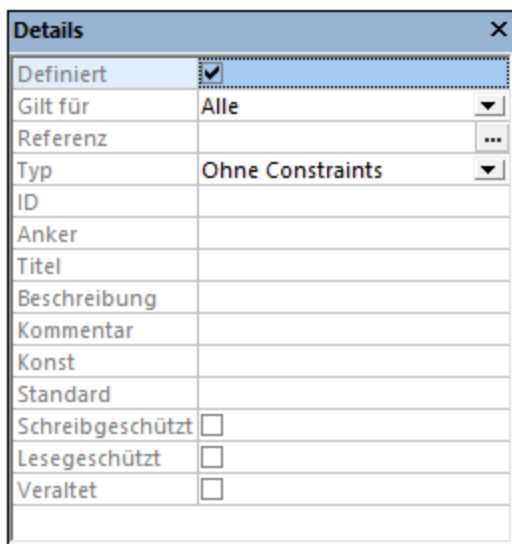 Details
Definiert
Gilt für Alle
Referenz ...
Typ Ohne Constraints
ID
Anker
Titel
Beschreibung
Kommentar
Konst
Standard
Schreibgeschützt
Lesegeschützt
Veraltet